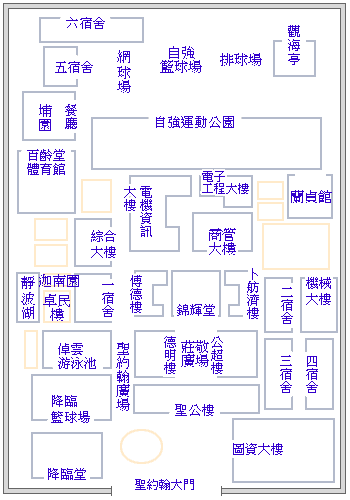 六宿舍
觀海亭
五宿舍
網球場
自強
籃球場
排球場
埔園
餐廳
自強運動公園
百齡堂
體育館
電機資訊
大樓
電子
工程大樓
蘭貞館
綜合
大樓
商管
大樓
靜波湖
迦南園
卓民
樓
一宿舍
傅德樓
錦輝堂
卜舫濟樓
二宿舍
機械
大樓
倬雲
游泳池
聖約翰廣場
德明樓
莊敬
廣場
公超樓
三宿舍
四宿舍
降臨
籃球場
聖公樓
降臨堂
圖資大樓
聖約翰大門